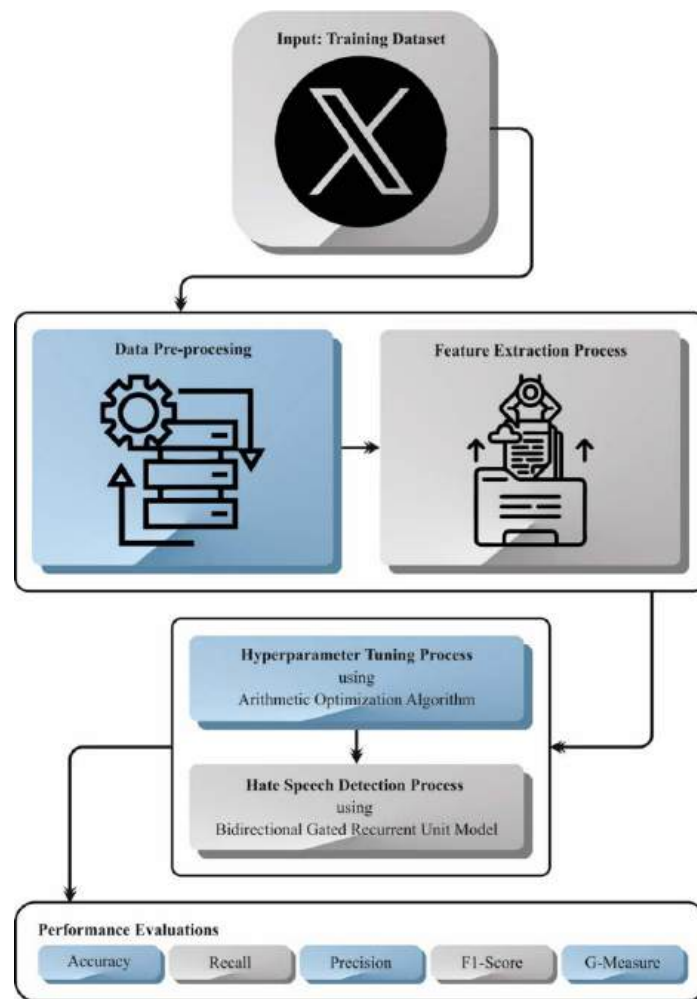 Input: Training Dataset
Data Pre-procesing
Feature Extraction Process
Hyperparameter Tuning Process
using
Arithmetic Optimization Algorithm
Hate Speech Detection Process
using
Bidirectional Gated Recurrent Unit Model
Performance Evaluations
Accuracy
Recall
Precision
F1-Score
G-Measure